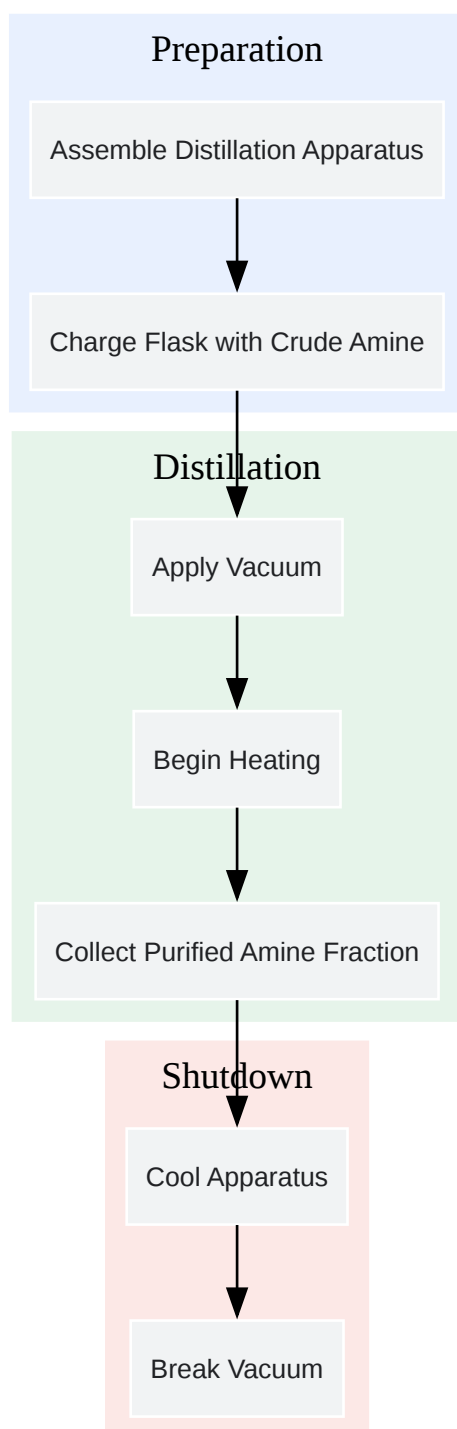 Preparation
Assemble Distillation Apparatus
Charge Flask with Crude Amine
Distillation
Apply Vacuum
Begin Heating
Collect Purified Amine Fraction
Shutdown
Cool Apparatus
Break Vacuum